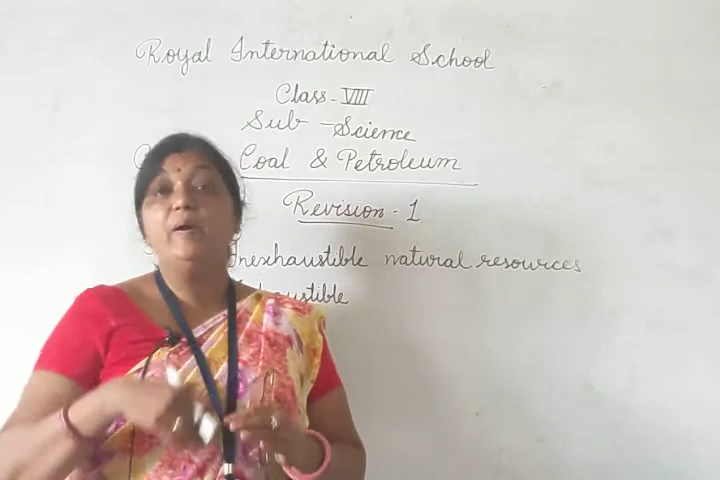 Royal International School
Class - VIII
Sub - Science
Coal & Petroleum
Revision - 1
Inexhaustible natural resources